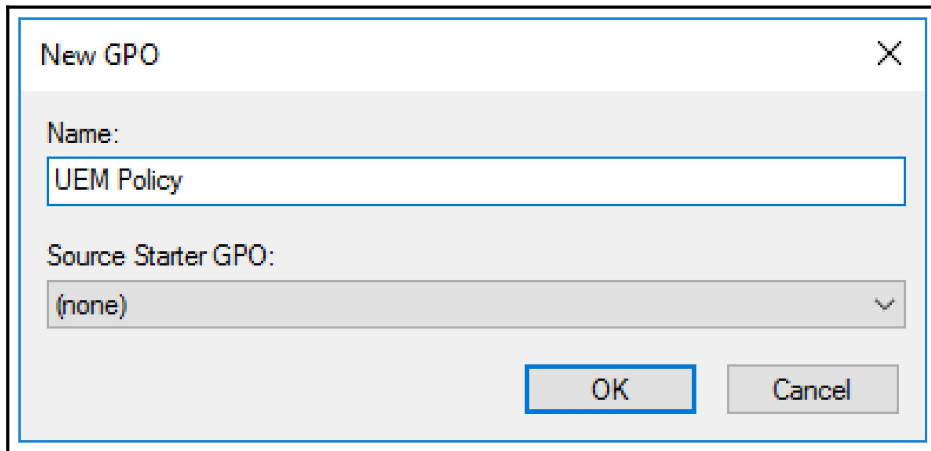 New GPO
Name:
UEM Policy
Source Starter GPO:
(none)
OK Cancel